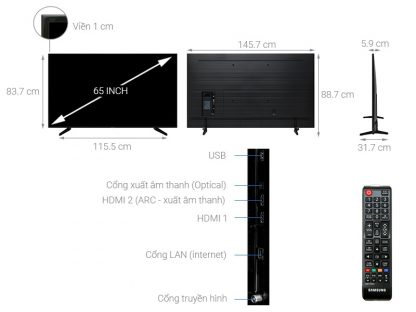 Viền 1 cm
145.7 cm
5.9 cm
83.7 cm
65 INCH
88.7 cm
115.5 cm
31.7 cm
USB
Cổng xuất âm thanh (Optical)
HDMI 2 (ARC - xuất âm thanh)
HDMI 1
Cổng LAN (internet)
Cổng truyền hình
SAMSUNG